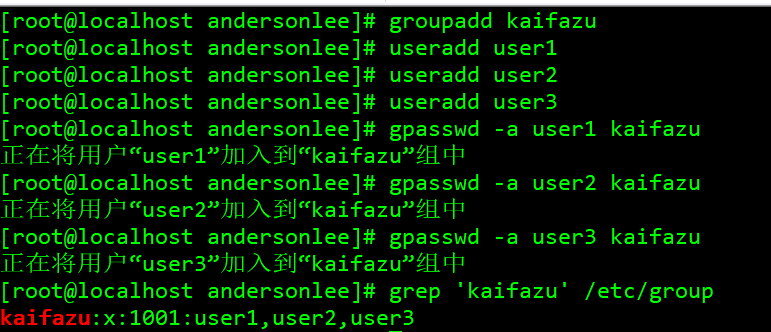 [root@localhost andersonlee]# groupadd kaifazu
[root@localhost andersonlee]# useradd user1
[root@localhost andersonlee]# useradd user2
[root@localhost andersonlee]# useradd user3
[root@localhost andersonlee]# gpasswd -a user1 kaifazu
正在将用户“user1”加入到“kaifazu”组中
[root@localhost andersonlee]# gpasswd -a user2 kaifazu
正在将用户“user2”加入到“kaifazu”组中
[root@localhost andersonlee]# gpasswd -a user3 kaifazu
正在将用户“user3”加入到“kaifazu”组中
[root@localhost andersonlee]# grep 'kaifazu' /etc/group
kaifazu:x:1001:user1,user2,user3